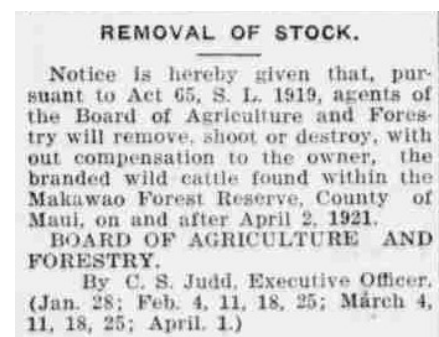 REMOVAL OF STOCK.
Notice is hereby given that, pur-
suant to Act 65, S. L. 1919, agents of
the Board of Agriculture and Fores-
try will remove, shoot or destroy, with
out compensation to the owner, the
branded wild cattle found within the
Makawao Forest Reserve, County of
Maui, on and after April 2, 1921.
BOARD OF AGRICULTURE AND
FORESTRY.
By C. S. Judd, Executive Officer.
(Jan. 28; Feb. 4, 11, 18, 25; March 4,
11, 18, 25; April. 1.)